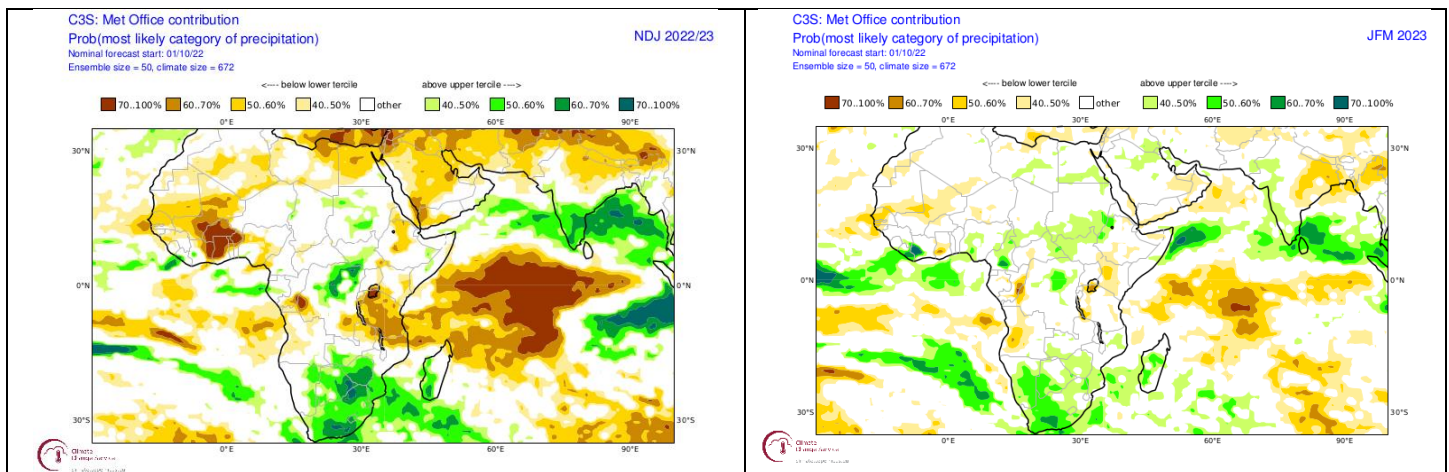 C3S: Met Office contribution
Prob(most likely category of precipitation)
NDJ 2022/23
Nominal forecast start: 01/10/22
Ensemble size = 50, climate size = 672
<---- below lower tercile
above upper tercile ---->
70..100% 60..70% 50..60% 40..50% other 40..50% 50..60% 60..70% 70..100%
0°E 30°E 60°E 90°E
30°N 30°N
0°N 0°N
30°S 30°S
0°E 30°E 60°E 90°E
Climate
Change Service
C3S: Met Office contribution
Prob(most likely category of precipitation)
JFM 2023
Nominal forecast start: 01/10/22
Ensemble size = 50, climate size = 672
<---- below lower tercile
above upper tercile ---->
70..100% 60..70% 50..60% 40..50% other 40..50% 50..60% 60..70% 70..100%
0°E 30°E 60°E 90°E
30°N 30°N
0°N 0°N
30°S 30°S
0°E 30°E 60°E 90°E
Climate
Change Service